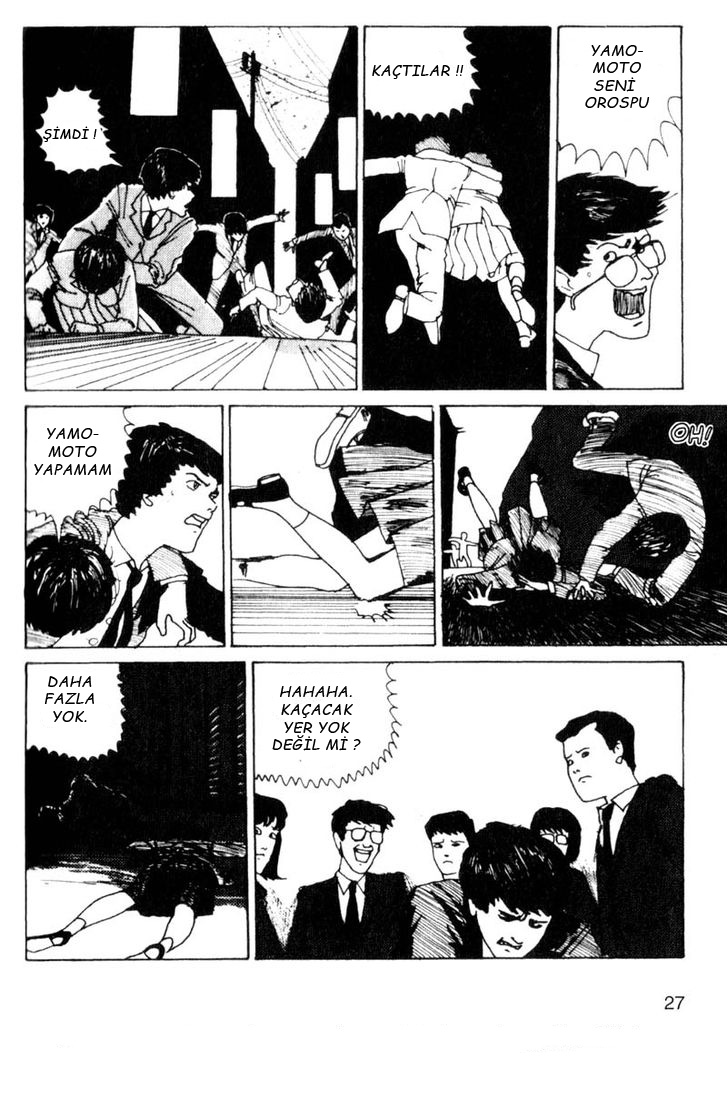 ŞİMDİ !
KAÇTILAR !!
YAMO-
MOTO
SENİ
OROSPU
YAMO-
MOTO
YAPAMAM
OH!
DAHA
FAZLA
YOK.
HAHAHA.
KAÇACAK
YER YOK
DEĞİL Mİ ?
27